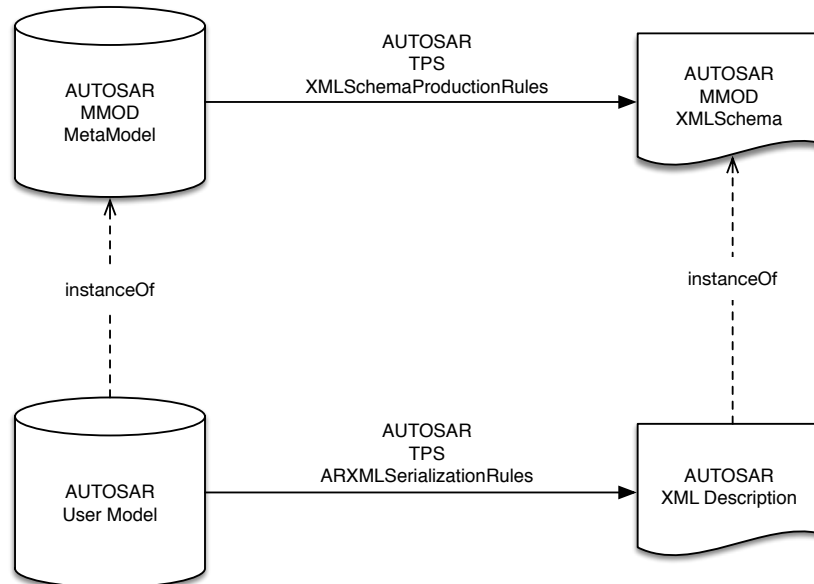 AUTOSAR
MMOD
MetaModel
AUTOSAR
TPS
XMLSchemaProductionRules
AUTOSAR
MMOD
XMLSchema
instanceOf
instanceOf
AUTOSAR
User Model
AUTOSAR
TPS
ARXMLSerializationRules
AUTOSAR
XML Description